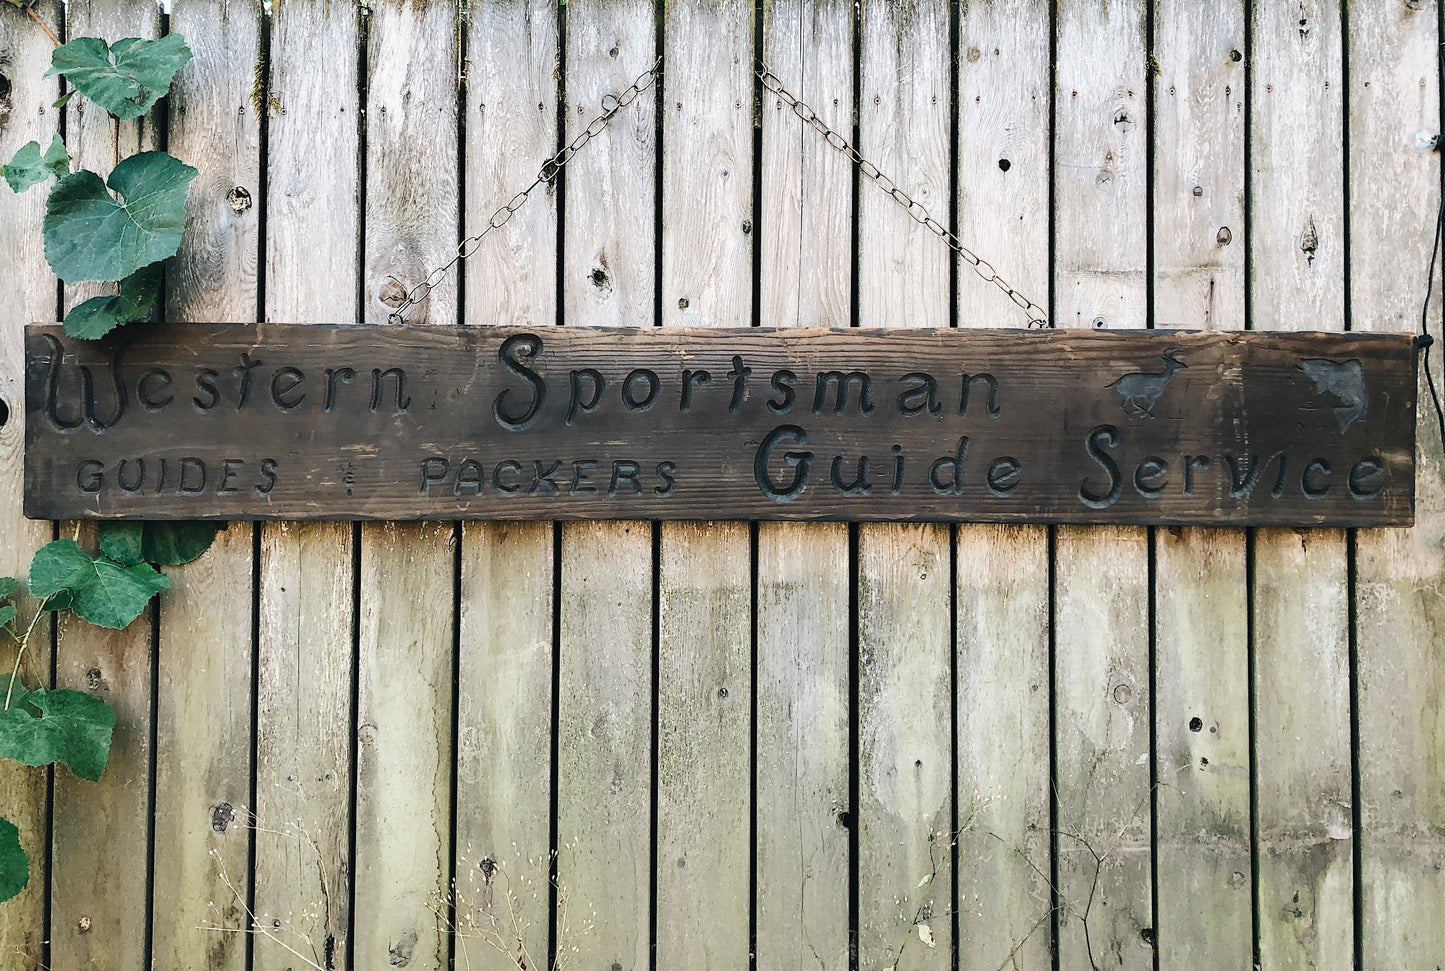 Western Sportsman
GUIDES & PACKERS Guide Service